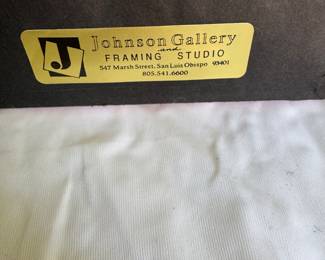 J
Johnson Gallery
and
FRAMING STUDIO
547 Marsh Street, San Luis Obispo 93401
805.541.6600